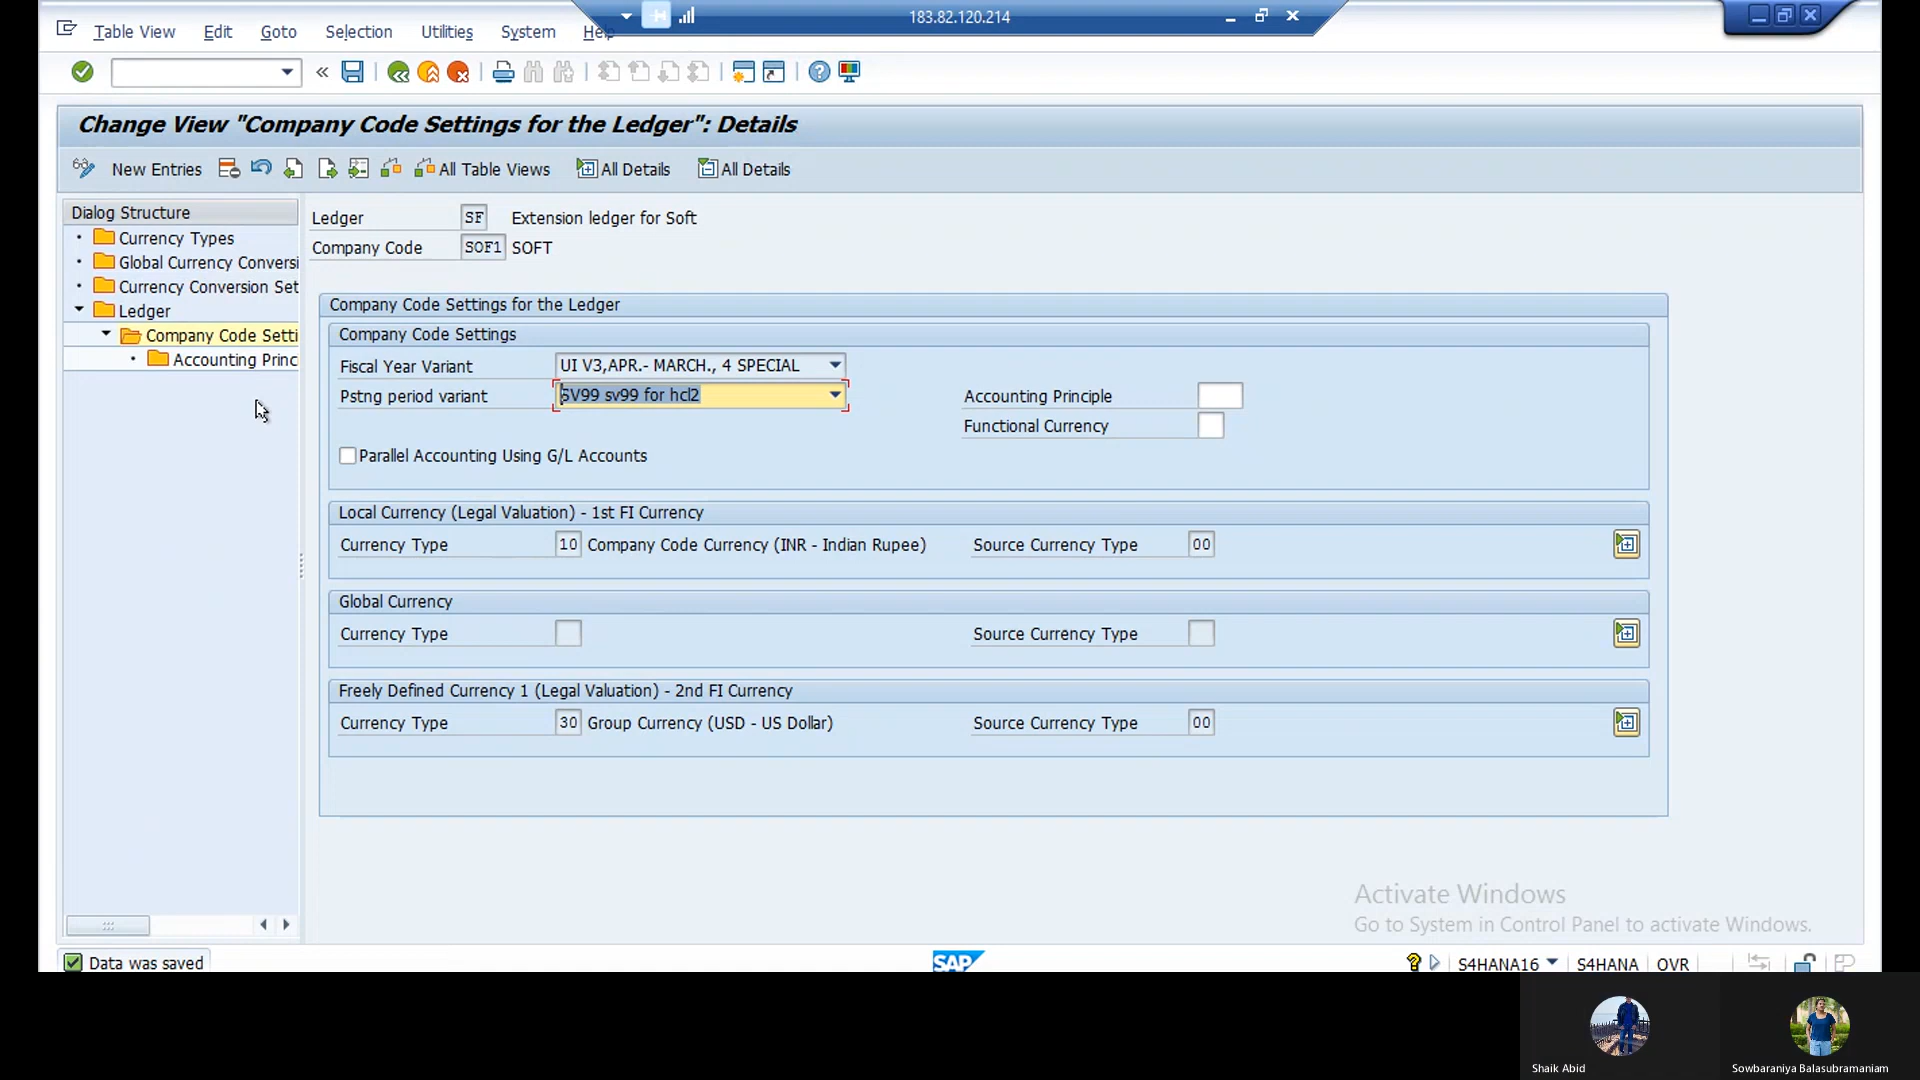 183.82.120.214
Table View Edit Goto Selection Utilities System Help
Change View "Company Code Settings for the Ledger": Details
New Entries All Table Views All Details All Details
Dialog Structure
Currency Types
Global Currency Conversi
Currency Conversion Set
Ledger
Company Code Setti
Accounting Princ
Ledger SF Extension ledger for Soft
Company Code SOF1 SOFT
Company Code Settings for the Ledger
Company Code Settings
Fiscal Year Variant UI V3,APR.- MARCH., 4 SPECIAL
Pstng period variant SV99 sv99 for hcl2 Accounting Principle
Functional Currency
Parallel Accounting Using G/L Accounts
Local Currency (Legal Valuation) - 1st FI Currency
Currency Type 10 Company Code Currency (INR - Indian Rupee) Source Currency Type 00
Global Currency
Currency Type Source Currency Type
Freely Defined Currency 1 (Legal Valuation) - 2nd FI Currency
Currency Type 30 Group Currency (USD - US Dollar) Source Currency Type 00
Activate Windows
Go to System in Control Panel to activate Windows.
Data was saved SAP S4HANA16 S4HANA OVR
Shaik Abid Sowbaraniya Balasubramaniam